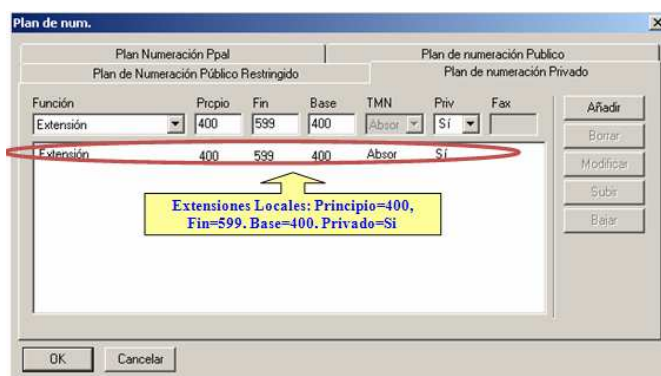 Plan de num.
Plan Numeración Ppal
Plan de numeración Publico
Plan de Numeración Público Restringido
Plan de numeración Privado
Función Prcpio Fin Base TMN Priv Fax
Extensión 400 599 400 Absor Sí
Extensión 400 599 400 Absor Sí
Extensiones Locales: Principio=400,
Fin=599. Base=400. Privado=Si
Añadir
Borrar
Modificar
Subir
Bajar
OK Cancelar